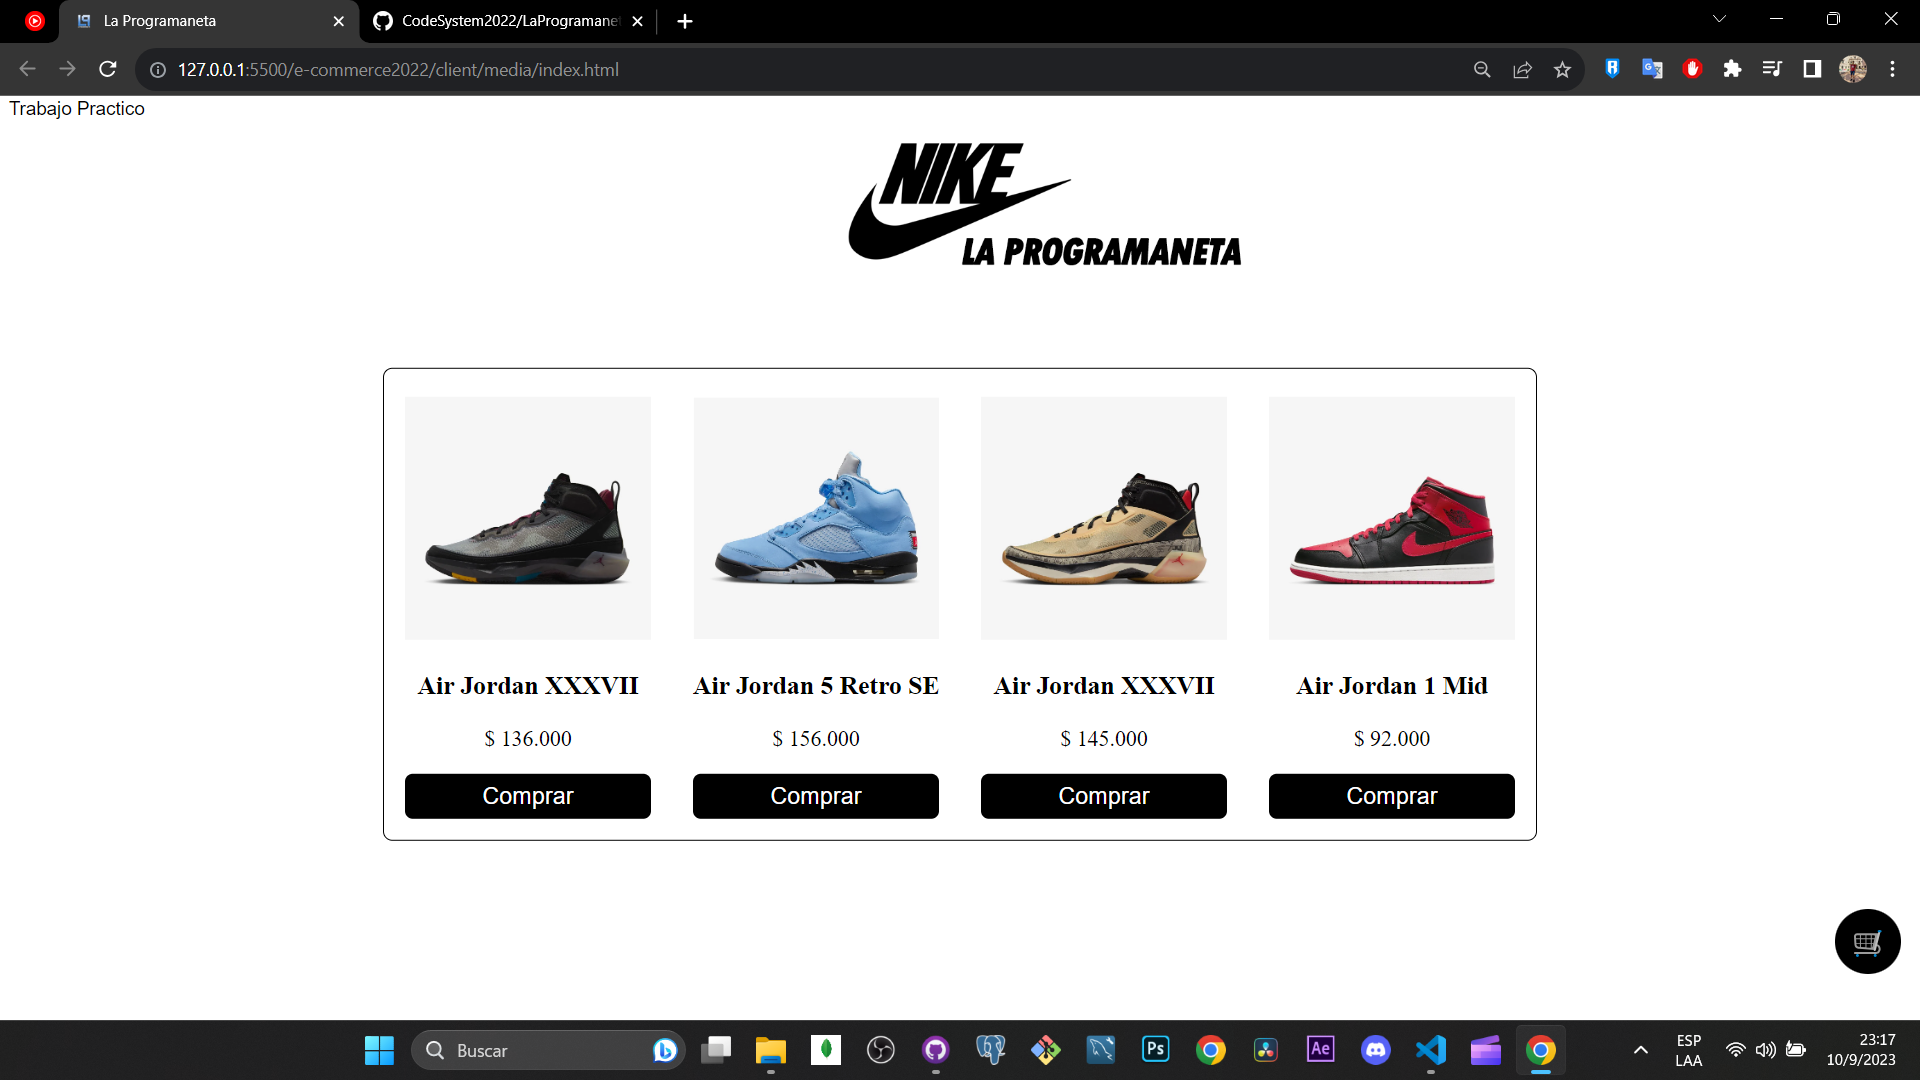 La Programaneta
CodeSystem2022/LaProgramane
127.0.0.1:5500/e-commerce2022/client/media/index.html
Trabajo Practico
NIKE
LA PROGRAMANETA
Air Jordan XXXVII
Air Jordan 5 Retro SE
Air Jordan XXXVII
Air Jordan 1 Mid
$ 136.000
$ 156.000
$ 145.000
$ 92.000
Comprar
Comprar
Comprar
Comprar
Buscar
Ps
Ae
ESP
LAA
23:17
10/9/2023